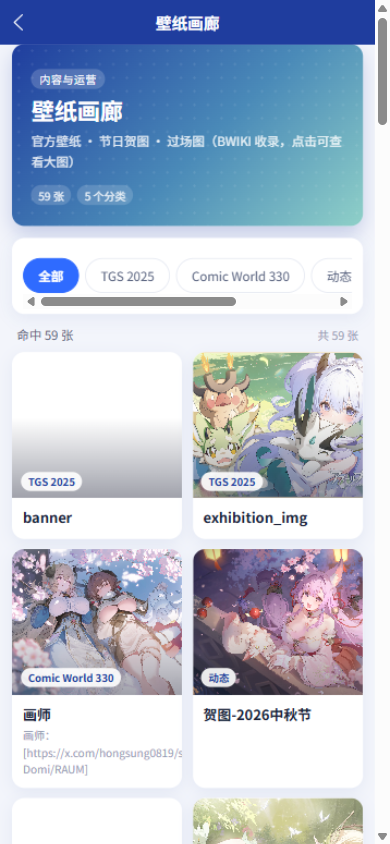 壁纸画廊
内容与运营
壁纸画廊
官方壁纸 · 节日贺图 · 过场图（BWIKI 收录，点击可查
看大图）
59 张
5 个分类
全部
TGS 2025
Comic World 330
动态
命中 59 张
共 59 张
TGS 2025
TGS 2025
banner
exhibition_img
Comic World 330
动态
画师
画师：
[https://x.com/hongsung0819/s
Domi/RAUM]
贺图-2026中秋节